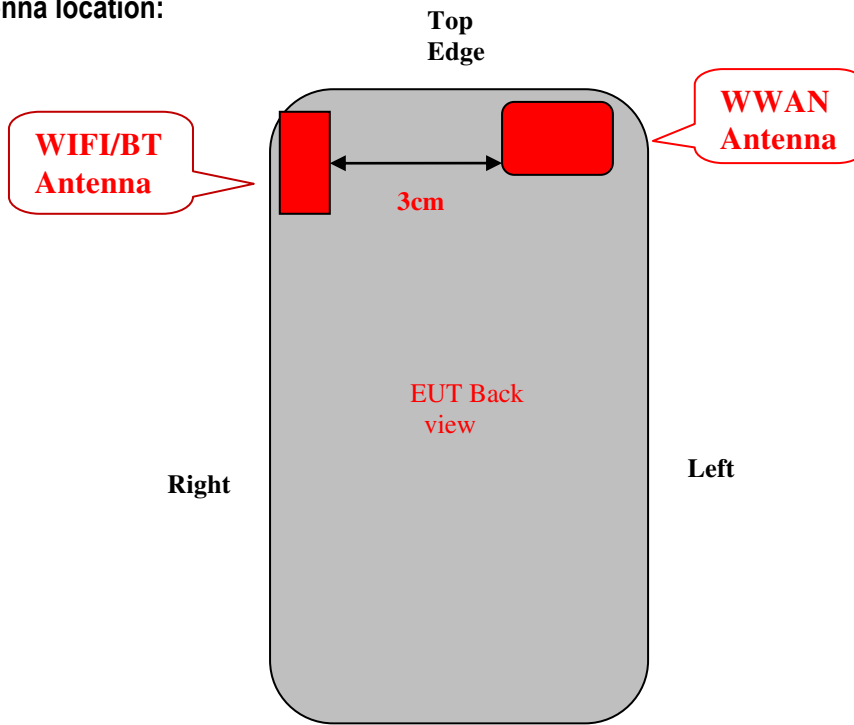 nna location:
Top
Edge
WIFI/BT
Antenna
WWAN
Antenna
3cm
EUT Back
view
Right
Left